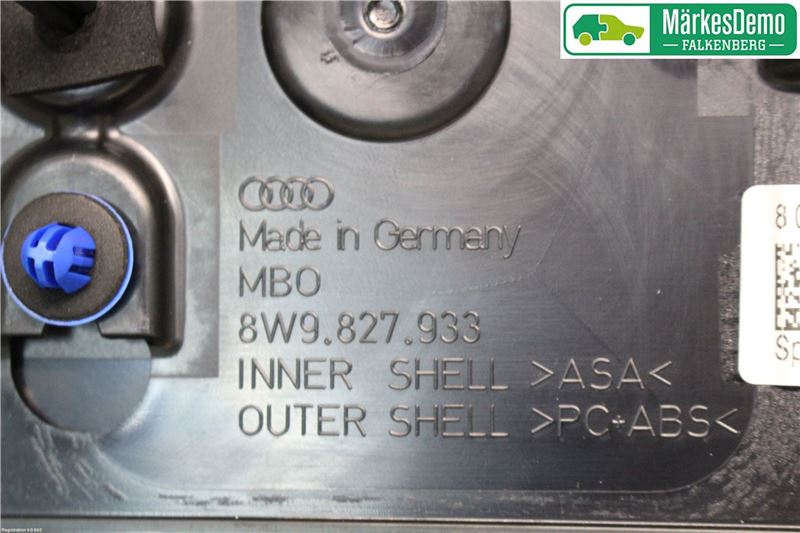 MärkesDemo
FALKENBERG
Made in Germany
MBO
8W9.827.933
INNER SHELL >ASA<
OUTER SHELL >PC+ABS<